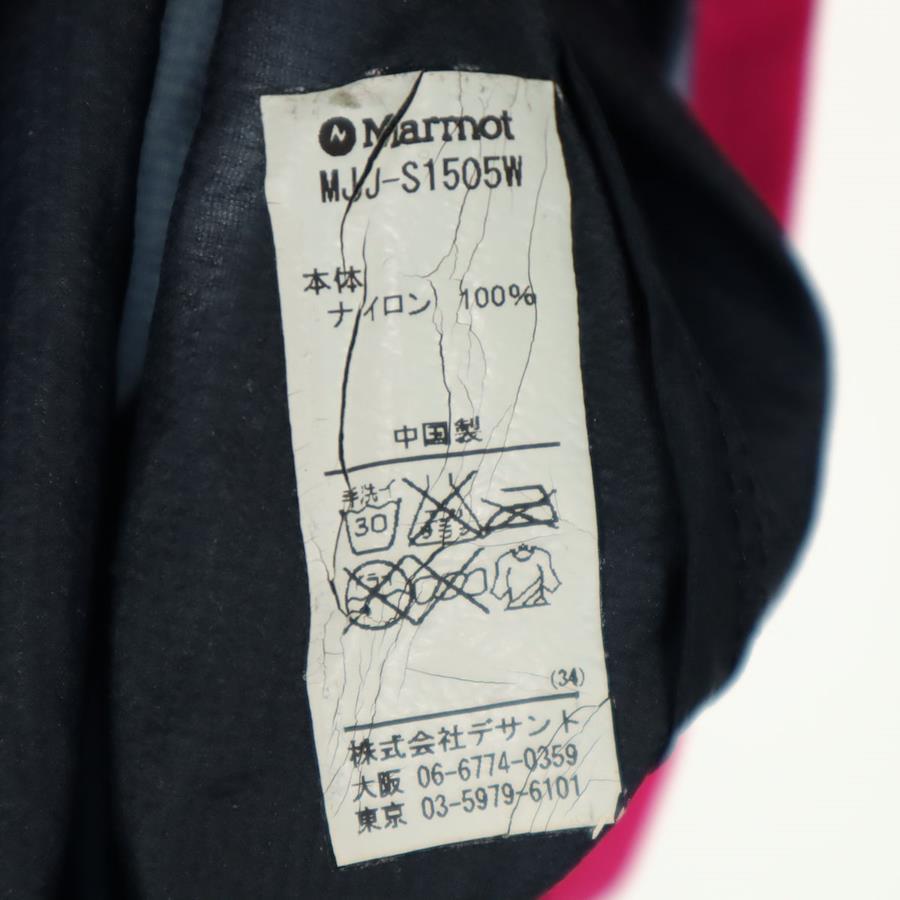 Marmot
MJJ-S1505W
本体
ナイロン 100%
中国製
手洗イ
30
(34)
株式会社デサント
大阪 06-6774-0359
東京 03-5979-6101